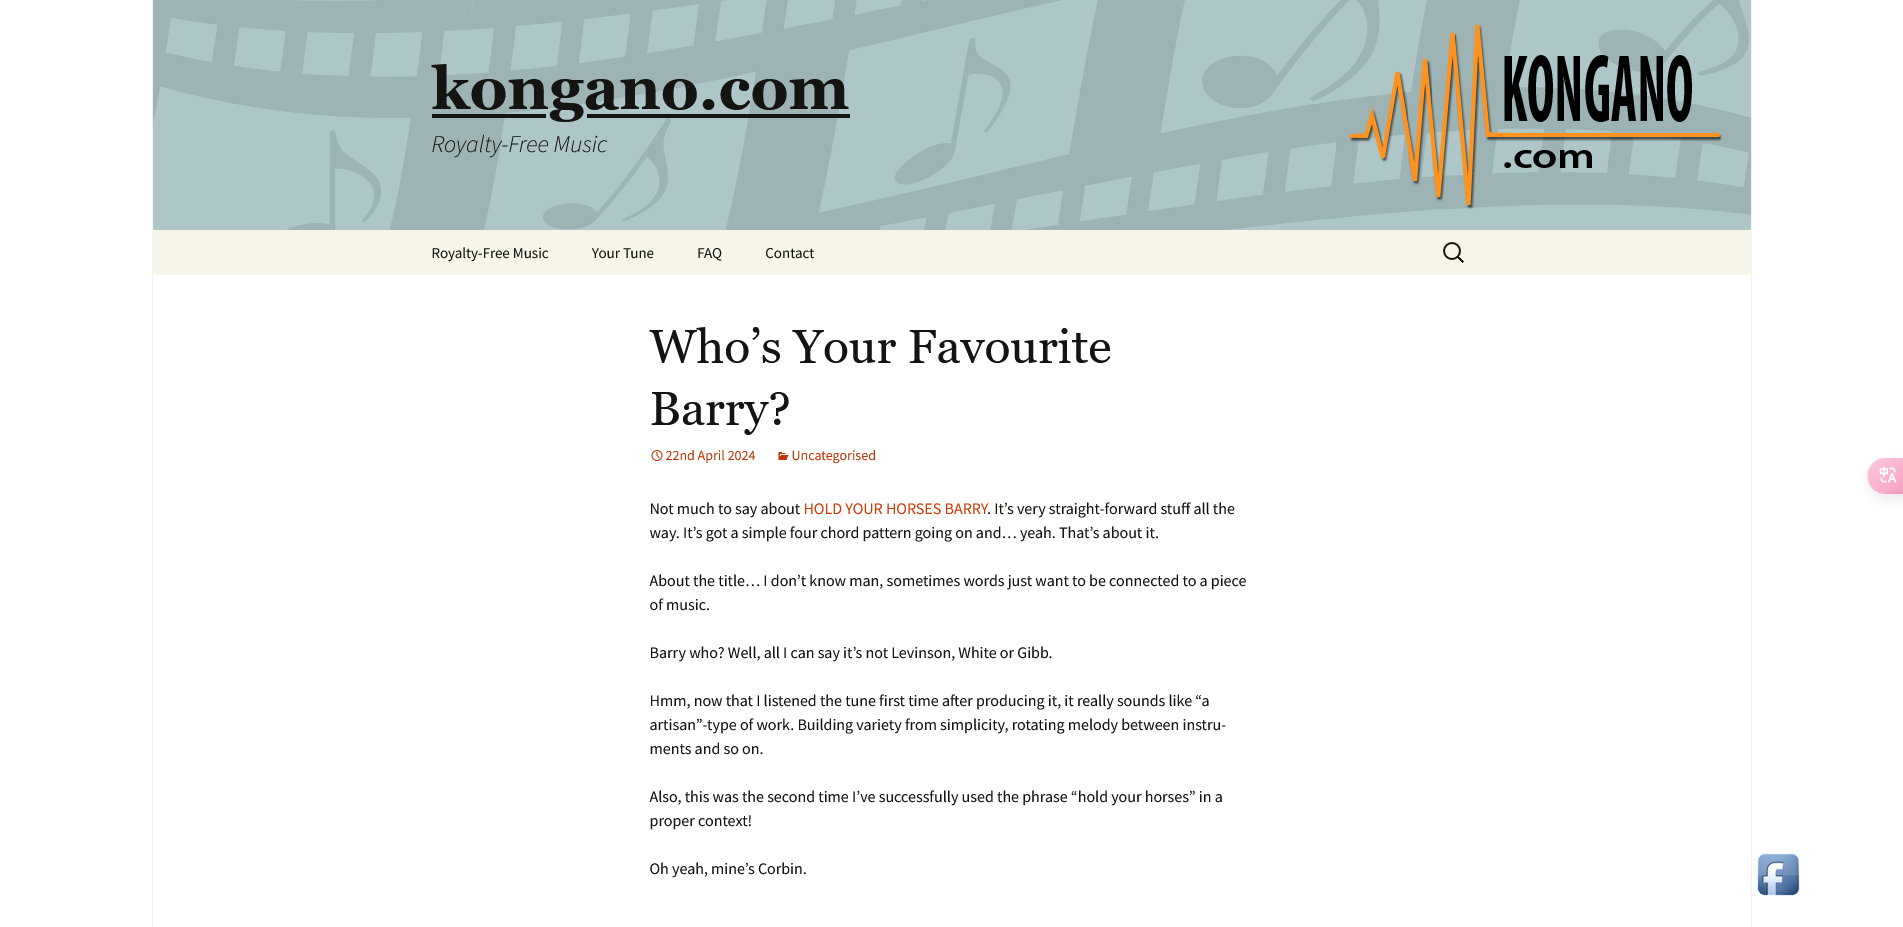 kongano.com
Royalty-Free Music
KONGANO
.com
Royalty-Free Music
Your Tune
FAQ
Contact
Who’s Your Favourite
Barry?
22nd April 2024
Uncategorised
Not much to say about HOLD YOUR HORSES BARRY. It’s very straight-forward stuff all the
way. It’s got a simple four chord pattern going on and… yeah. That’s about it.
About the title… I don’t know man, sometimes words just want to be connected to a piece
of music.
Barry who? Well, all I can say it’s not Levinson, White or Gibb.
Hmm, now that I listened the tune first time after producing it, it really sounds like “a
artisan”-type of work. Building variety from simplicity, rotating melody between instru-
ments and so on.
Also, this was the second time I’ve successfully used the phrase “hold your horses” in a
proper context!
Oh yeah, mine’s Corbin.